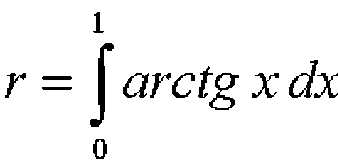 r = ∫₀¹ arctg x dx